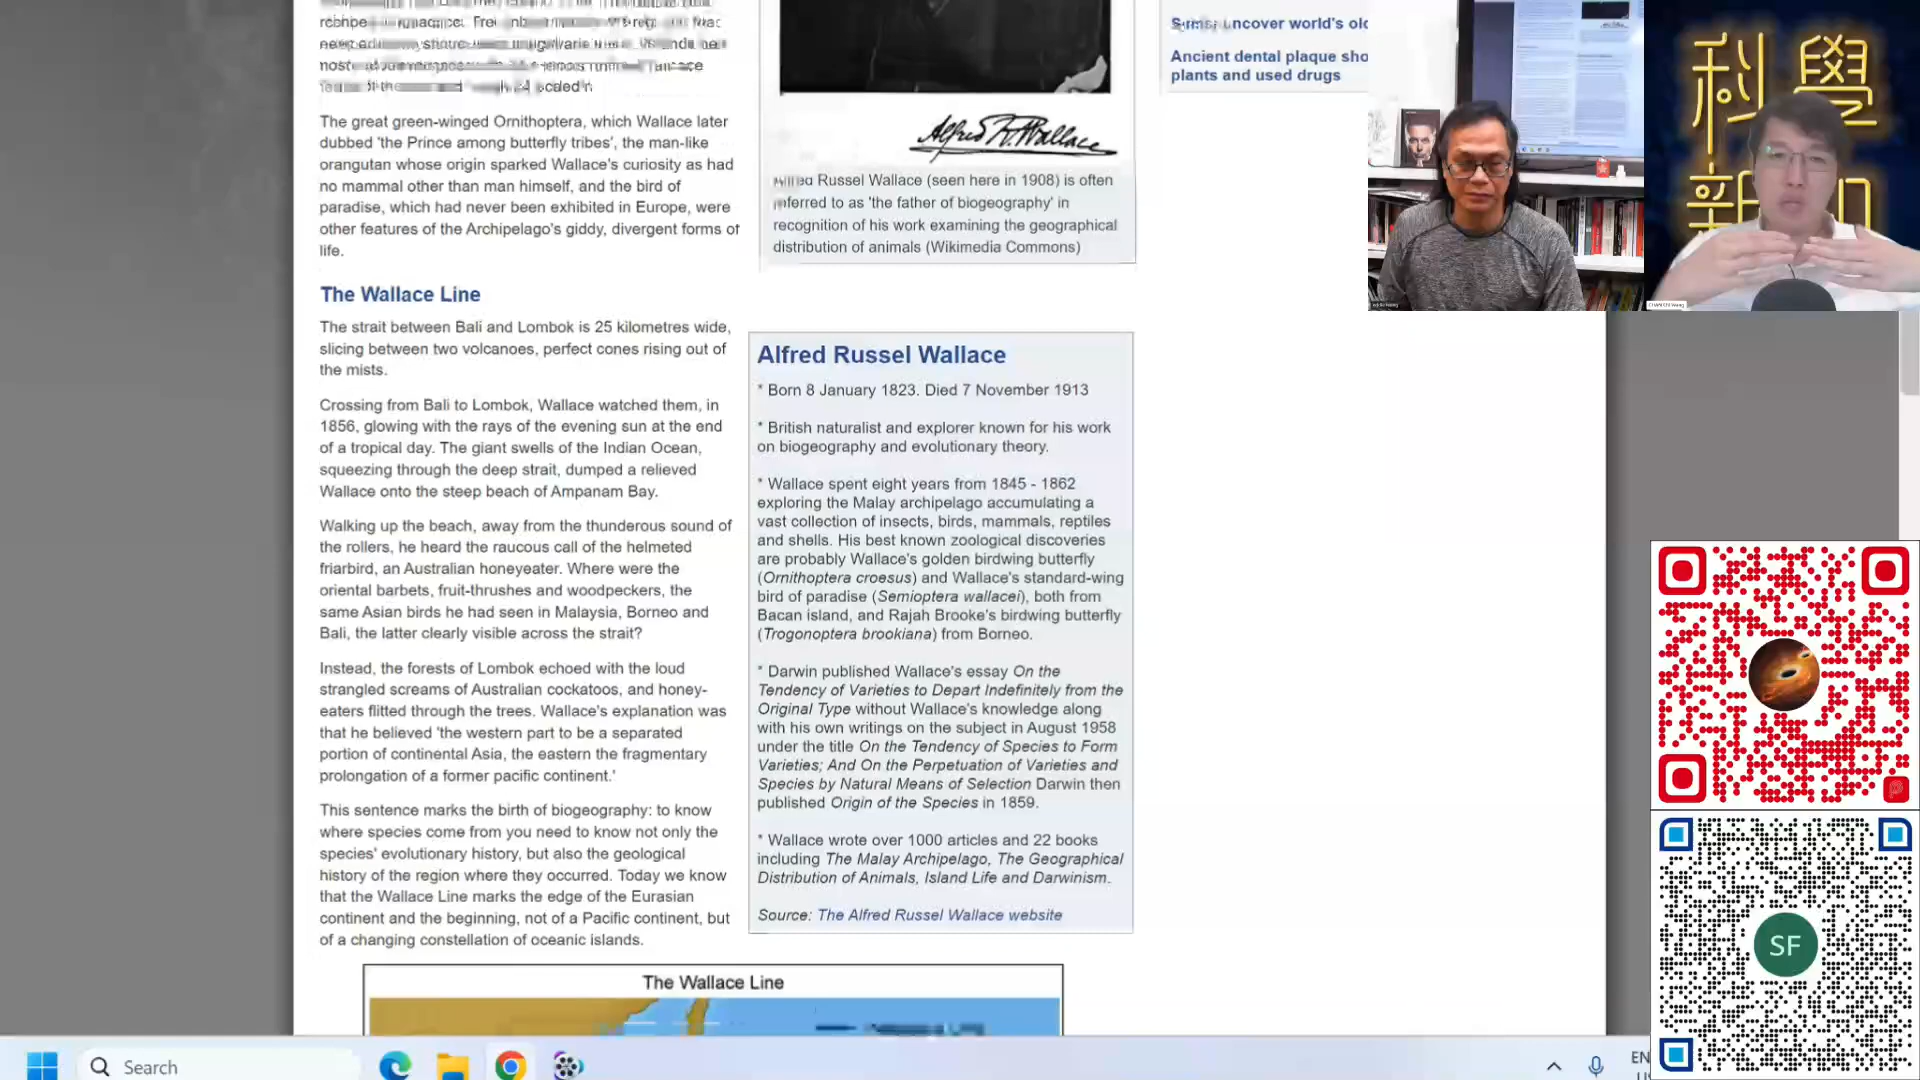 The great green-winged Ornithoptera, which Wallace later
dubbed 'the Prince among butterfly tribes', the man-like
orangutan whose origin sparked Wallace's curiosity as had
no mammal other than man himself, and the bird of
paradise, which had never been exhibited in Europe, were
other features of the Archipelago's giddy, divergent forms of
life.
The Wallace Line
The strait between Bali and Lombok is 25 kilometres wide,
slicing between two volcanoes, perfect cones rising out of
the mists.
Crossing from Bali to Lombok, Wallace watched them, in
1856, glowing with the rays of the evening sun at the end
of a tropical day. The giant swells of the Indian Ocean,
squeezing through the deep strait, dumped a relieved
Wallace onto the steep beach of Ampanam Bay.
Walking up the beach, away from the thunderous sound of
the rollers, he heard the raucous call of the helmeted
friarbird, an Australian honeyeater. Where were the
oriental barbets, fruit-thrushes and woodpeckers, the
same Asian birds he had seen in Malaysia, Borneo and
Bali, the latter clearly visible across the strait?
Instead, the forests of Lombok echoed with the loud
strangled screams of Australian cockatoos, and honey-
eaters flitted through the trees. Wallace's explanation was
that he believed 'the western part to be a separated
portion of continental Asia, the eastern the fragmentary
prolongation of a former pacific continent.'
This sentence marks the birth of biogeography: to know
where species come from you need to know not only the
species' evolutionary history, but also the geological
history of the region where they occurred. Today we know
that the Wallace Line marks the edge of the Eurasian
continent and the beginning, not of a Pacific continent, but
of a changing constellation of oceanic islands.
Alfred R. Wallace
Alfred Russel Wallace (seen here in 1908) is often
referred to as 'the father of biogeography' in
recognition of his work examining the geographical
distribution of animals (Wikimedia Commons)
Alfred Russel Wallace
* Born 8 January 1823. Died 7 November 1913
* British naturalist and explorer known for his work
on biogeography and evolutionary theory.
* Wallace spent eight years from 1845 - 1862
exploring the Malay archipelago accumulating a
vast collection of insects, birds, mammals, reptiles
and shells. His best known zoological discoveries
are probably Wallace's golden birdwing butterfly
(Ornithoptera croesus) and Wallace's standard-wing
bird of paradise (Semioptera wallacei), both from
Bacan island, and Rajah Brooke's birdwing butterfly
(Trogonoptera brookiana) from Borneo.
* Darwin published Wallace's essay On the
Tendency of Varieties to Depart Indefinitely from the
Original Type without Wallace's knowledge along
with his own writings on the subject in August 1958
under the title On the Tendency of Species to Form
Varieties; And On the Perpetuation of Varieties and
Species by Natural Means of Selection Darwin then
published Origin of the Species in 1859.
* Wallace wrote over 1000 articles and 22 books
including The Malay Archipelago, The Geographical
Distribution of Animals, Island Life and Darwinism.
Source: The Alfred Russel Wallace website
The Wallace Line
uncover world's old
Ancient dental plaque sho
plants and used drugs
科學
新知
SF
Search
EN